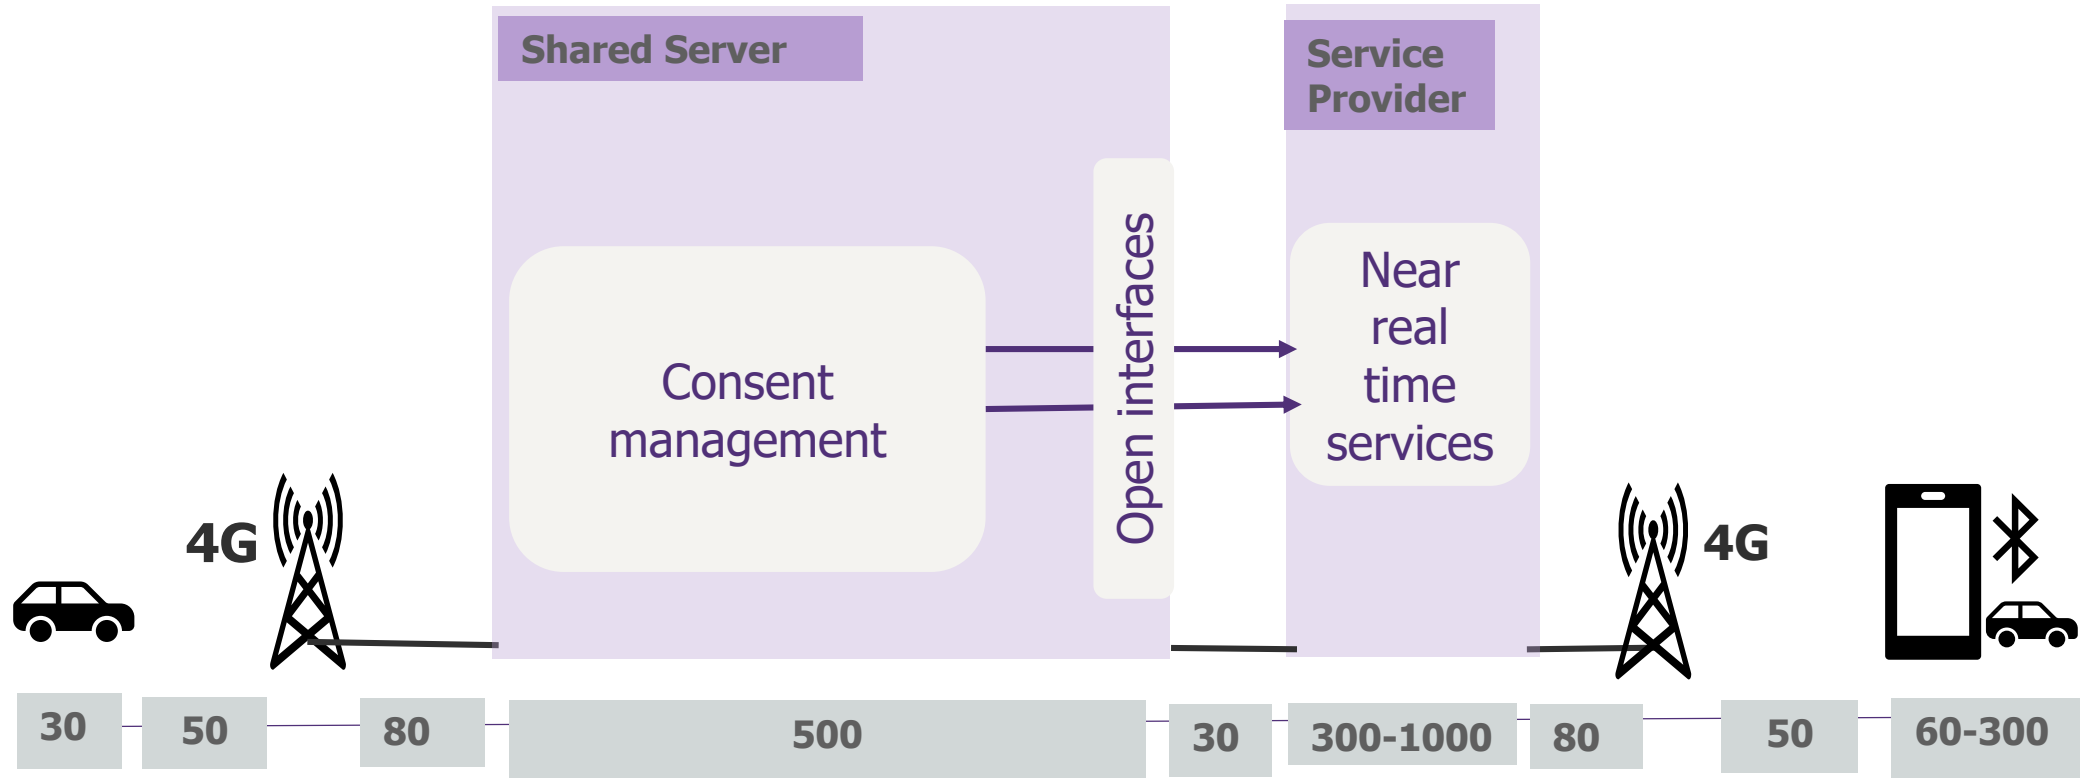 Shared Server
Service
Provider
Near
real
time
services
Consent
management
Open interfaces
4G
4G
30
50
80
500
30
300-1000
80
50
60-300